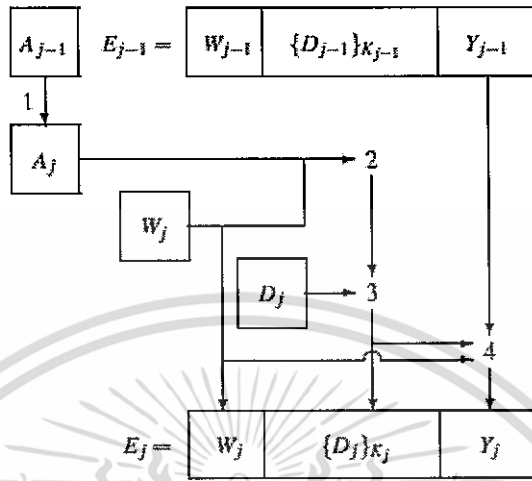 A_{j-1} E_{j-1} = W_{j-1} {D_{j-1}}_{K_{j-1}} Y_{j-1}
1
A_j 2
W_j
D_j 3
4
E_j = W_j {D_j}_{K_j} Y_j